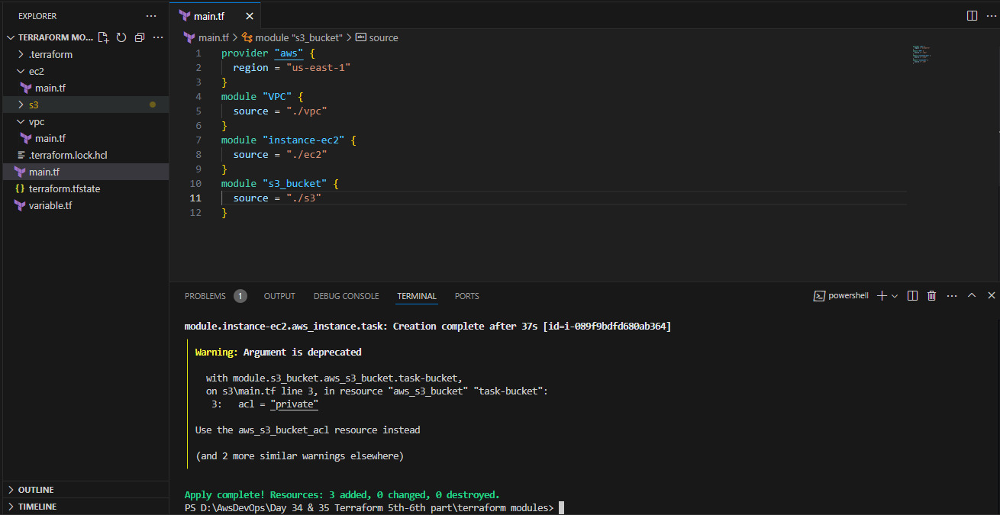 EXPLORER
TERRAFORM MO...
.terraform
ec2
main.tf
s3
vpc
main.tf
.terraform.lock.hcl
main.tf
terraform.tfstate
variable.tf
OUTLINE
TIMELINE
main.tf
main.tf > module "s3_bucket" > source
1 provider "aws" {
2   region = "us-east-1"
3 }
4 module "VPC" {
5   source = "./vpc"
6 }
7 module "instance-ec2" {
8   source = "./ec2"
9 }
10 module "s3_bucket" {
11   source = "./s3"
12 }
PROBLEMS 1 OUTPUT DEBUG CONSOLE TERMINAL PORTS powershell
module.instance-ec2.aws_instance.task: Creation complete after 37s [id=i-089f9bdfd680ab364]
Warning: Argument is deprecated
with module.s3_bucket.aws_s3_bucket.task-bucket,
on s3\main.tf line 3, in resource "aws_s3_bucket" "task-bucket":
3:   acl = "private"
Use the aws_s3_bucket_acl resource instead
(and 2 more similar warnings elsewhere)
Apply complete! Resources: 3 added, 0 changed, 0 destroyed.
PS D:\AwsDevOps\Day 34 & 35 Terraform 5th-6th part\terraform modules>